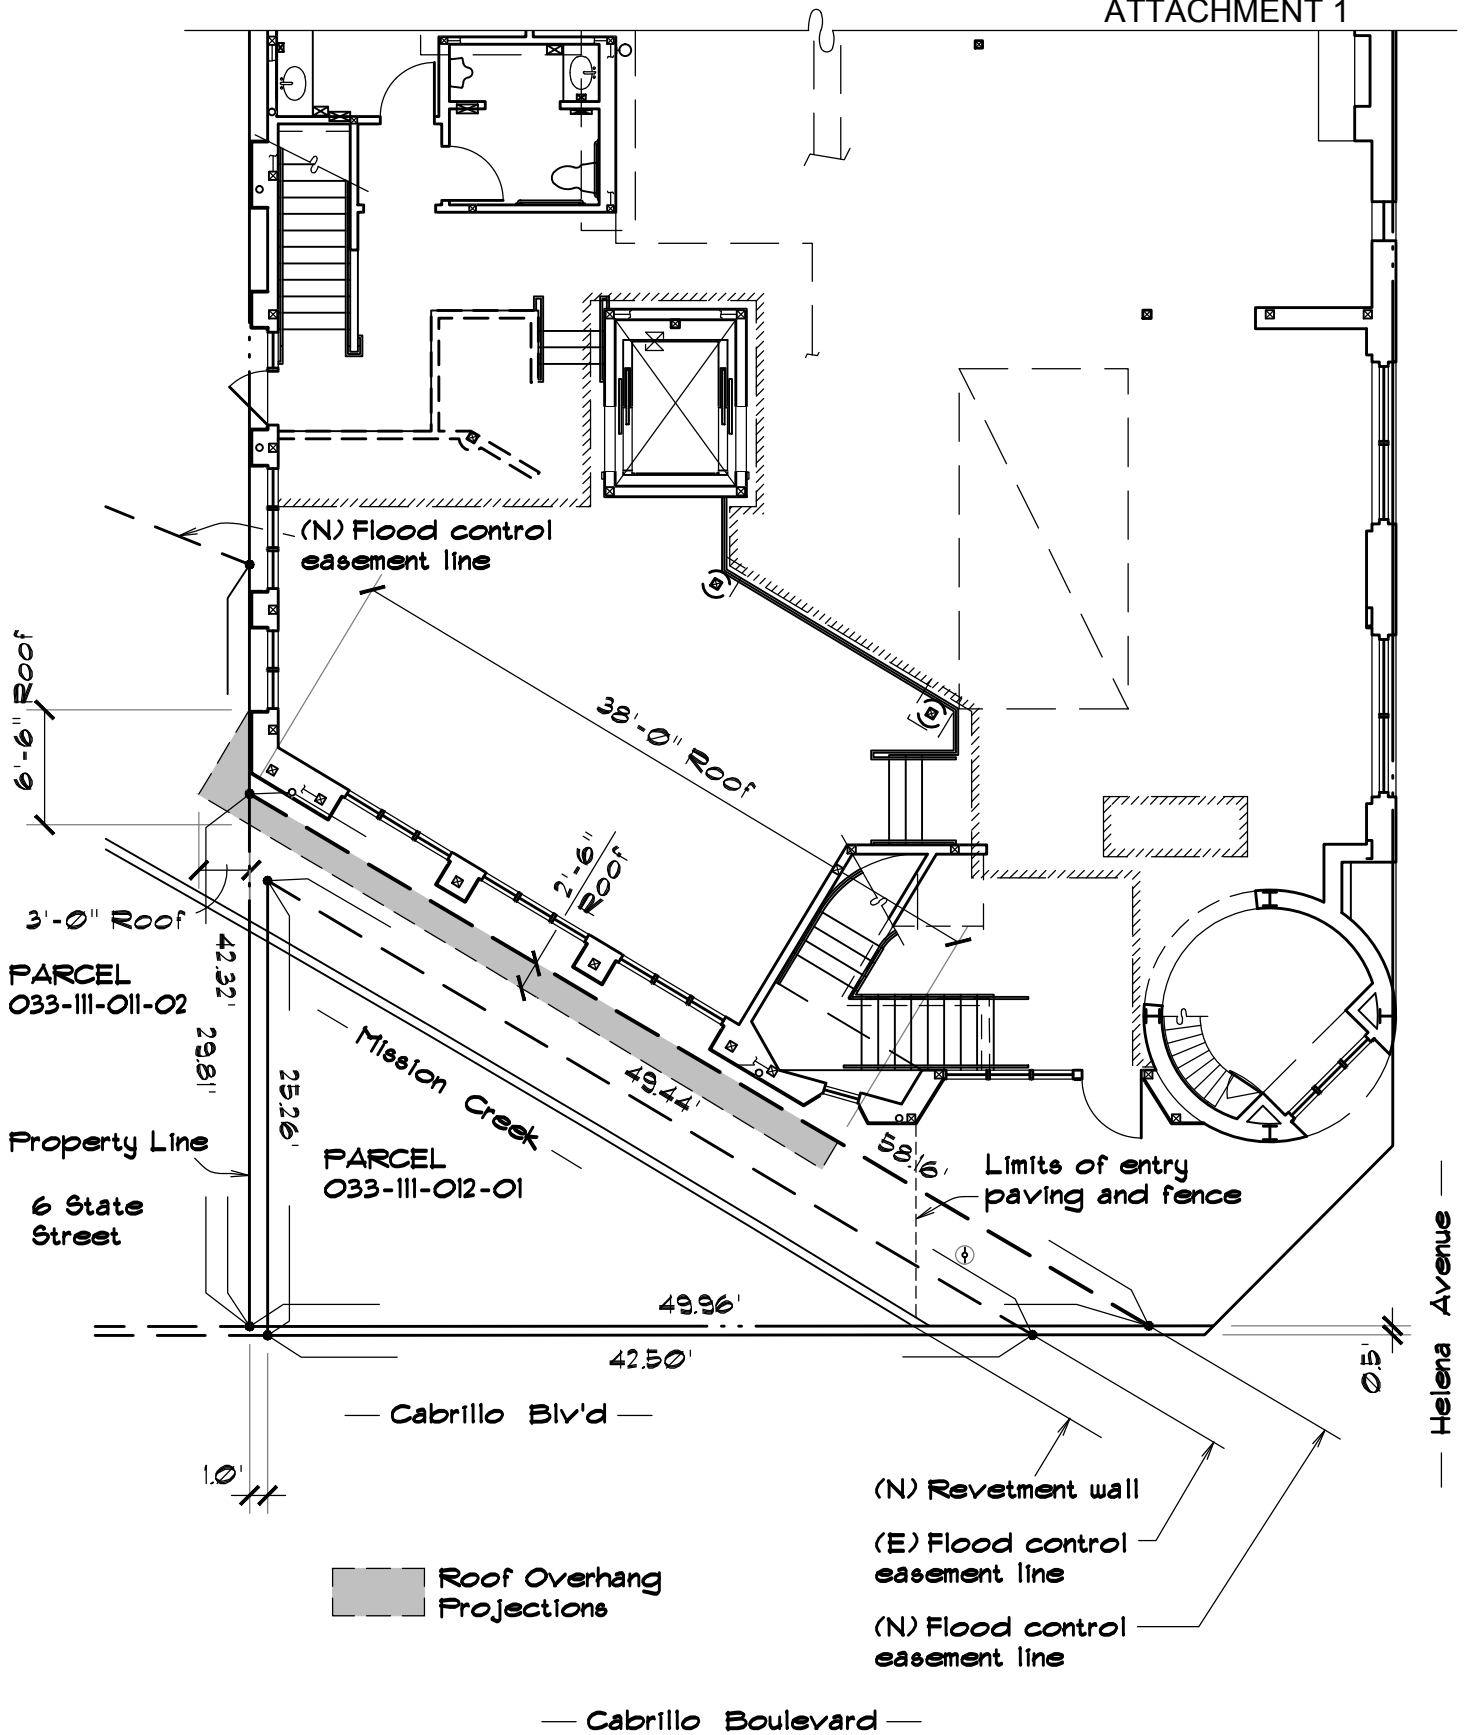 ATTACHMENT 1
(N) Flood control
easement line
6'-6" Roof
38'-0" Roof
2'-6"
ROOF
3'-0" Roof
42.32'
PARCEL
033-111-011-02
29.81'
25.26'
Mission Creek
49.44'
58.16'
Property Line
PARCEL
033-111-012-01
Limits of entry
paving and fence
6 State
Street
Helena Avenue
49.96'
42.50'
0.5'
Cabrillo Blv'd
1.0'
(N) Revetment wall
(E) Flood control
easement line
(N) Flood control
easement line
Roof Overhang
Projections
Cabrillo Boulevard